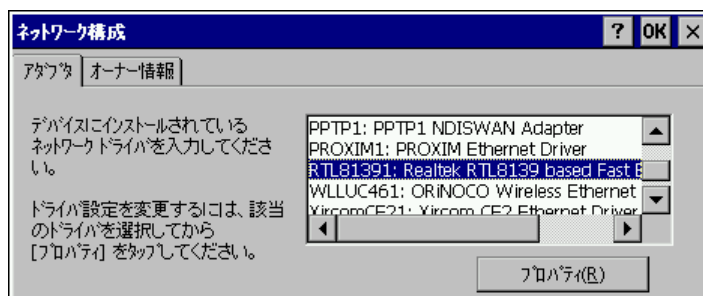 ネットワーク構成
? OK ×
アダプタ オーナー情報
デバイスにインストールされている
ネットワーク ドライバを入力してくださ
い。
ドライバ設定を変更するには、該当
のドライバを選択してから
[プロパティ] をタップしてください。
PPTP1: PPTP1 NDISWAN Adapter
PROXIM1: PROXIM Ethernet Driver
RTL81391: Realtek RTL8139 based Fast E
WLLUC461: ORiNOCO Wireless Ethernet
XircomCE21: Xircom CE2 Ethernet Driver
プロパティ(R)